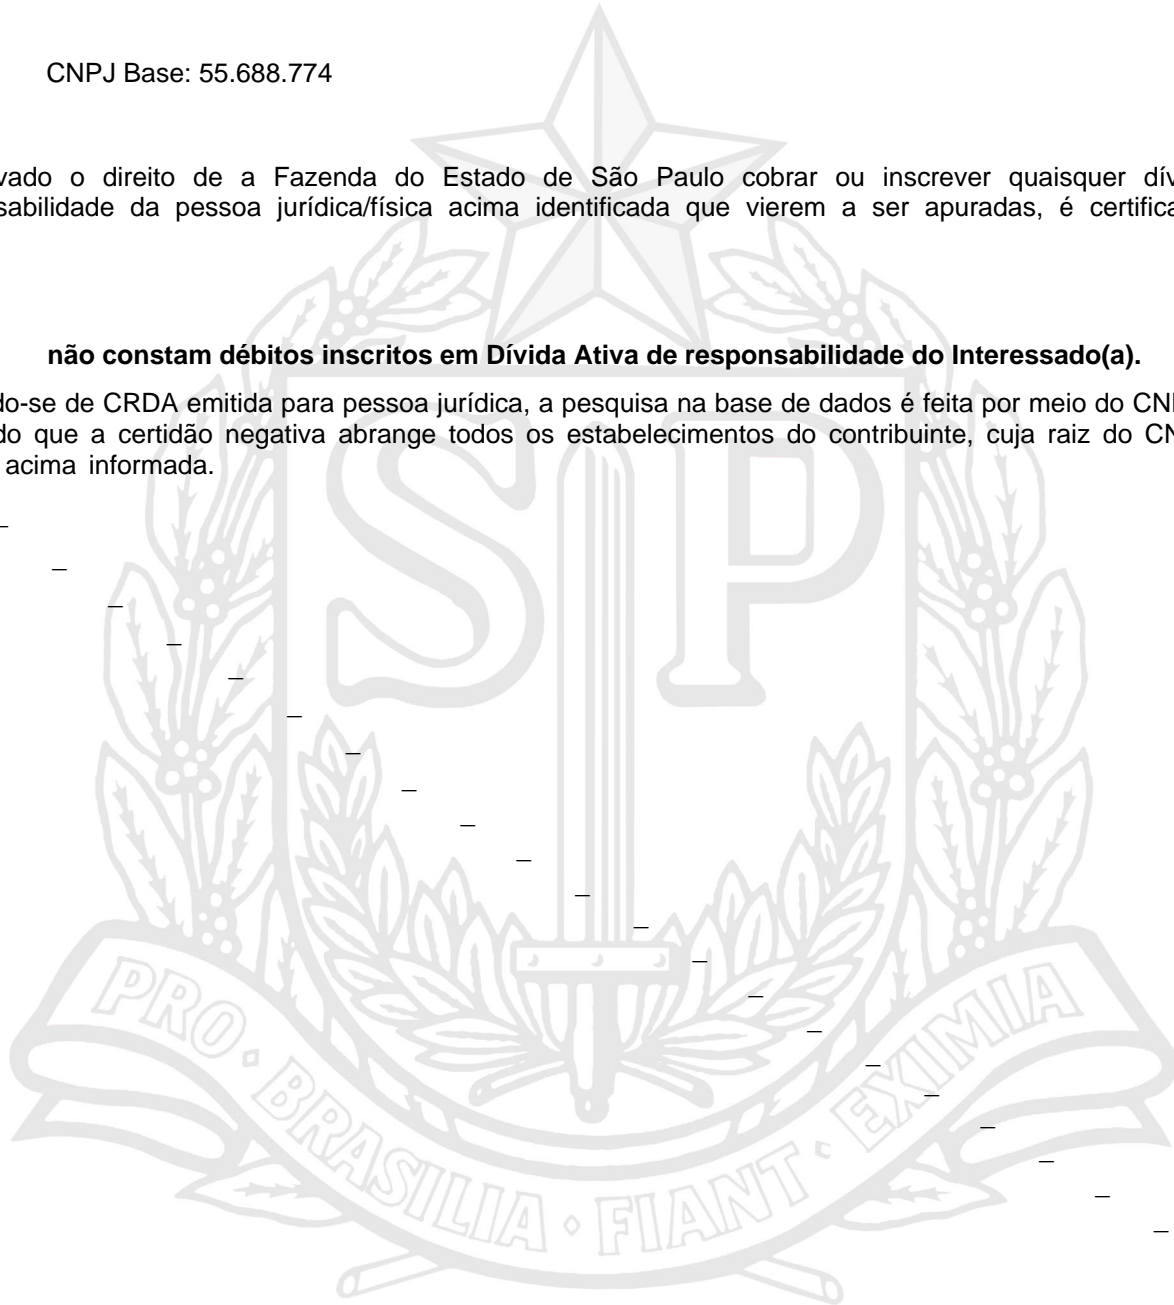 CNPJ Base: 55.688.774
vado o direito de a Fazenda do Estado de São Paulo cobrar ou inscrever quaisquer dív
sabilidade da pessoa jurídica/física acima identificada que vierem a ser apuradas, é certifica
não constam débitos inscritos em Dívida Ativa de responsabilidade do Interessado(a).
do-se de CRDA emitida para pessoa jurídica, a pesquisa na base de dados é feita por meio do CN
do que a certidão negativa abrange todos os estabelecimentos do contribuinte, cuja raiz do CN
acima informada.
SP
PRO · BRASILIA · FIANT · EXIMIA